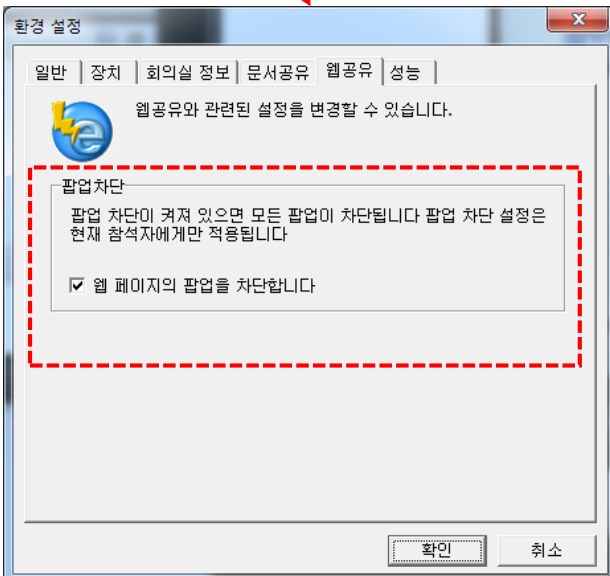 환경 설정
일반 장치 회의실 정보 문서공유 웹공유 성능
웹공유와 관련된 설정을 변경할 수 있습니다.
팝업차단
팝업 차단이 켜져 있으면 모든 팝업이 차단됩니다 팝업 차단 설정은
현재 참석자에게만 적용됩니다
웹 페이지의 팝업을 차단합니다
확인 취소